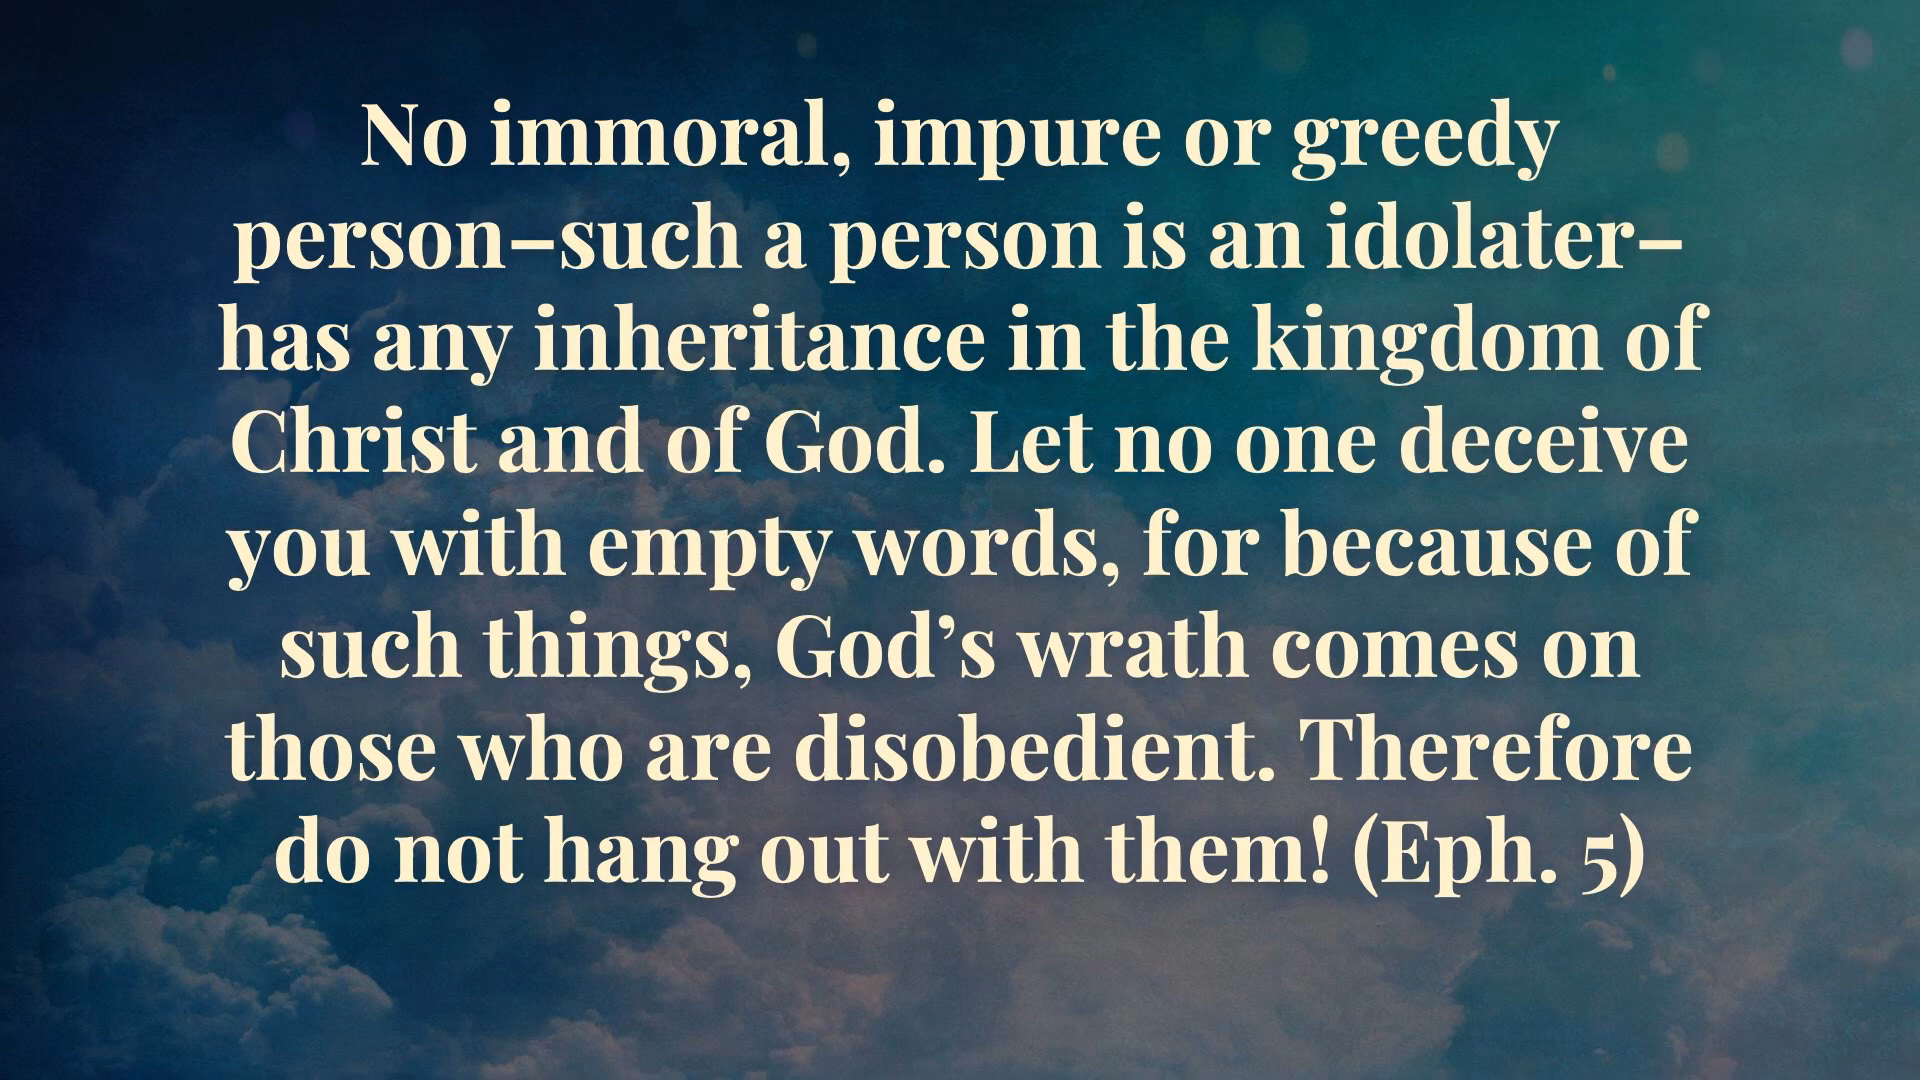 No immoral, impure or greedy
person–such a person is an idolater–
has any inheritance in the kingdom of
Christ and of God. Let no one deceive
you with empty words, for because of
such things, God’s wrath comes on
those who are disobedient. Therefore
do not hang out with them! (Eph. 5)